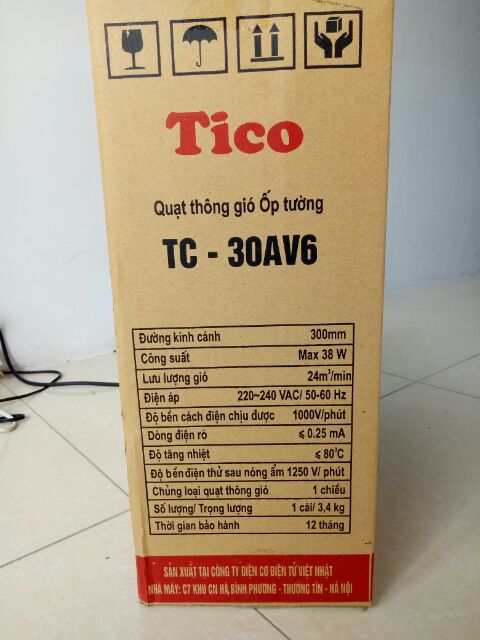 Tico
Quạt thông gió Ốp tường
TC - 30AV6
Đường kính cánh 300mm
Công suất Max 38 W
Lưu lượng gió 24m³/min
Điện áp 220~240 VAC/ 50-60 Hz
Độ bền cách điện chịu được 1000V/phút
Dòng điện rò ⩽ 0.25 mA
Độ tăng nhiệt ⩽ 80°C
Độ bền điện thử sau nóng ẩm 1250 V/ phút
Chủng loại quạt thông gió 1 chiều
Số lượng/ Trọng lượng 1 cái/ 3,4 kg
Thời gian bảo hành 12 tháng
SẢN XUẤT TẠI CÔNG TY ĐIỆN CƠ ĐIỆN TỬ VIỆT NHẬT
NHÀ MÁY: C7 KHU CN HÀ BÌNH PHƯƠNG - THƯỜNG TÍN - HÀ NỘI